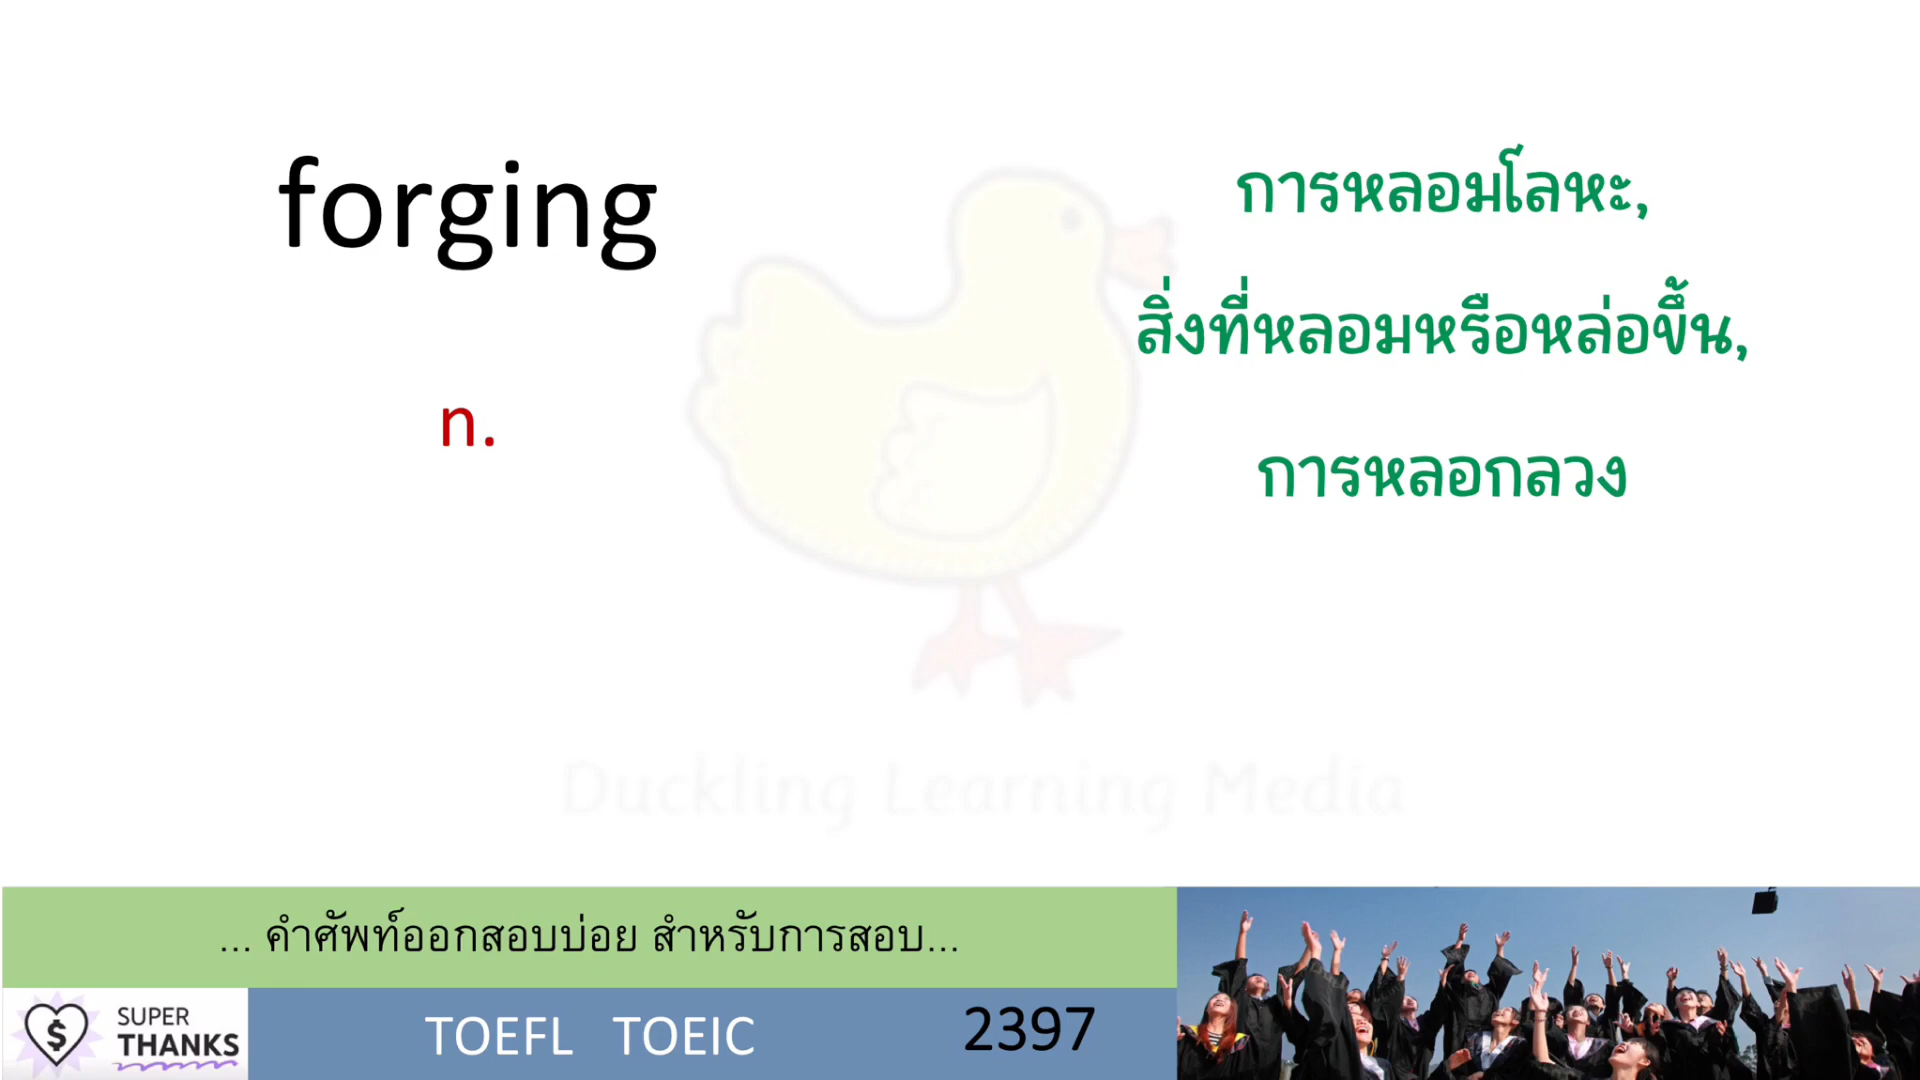 forging
n.
การหลอมโลหะ,
สิ่งที่หลอมหรือหล่อขึ้น,
การหลอกลวง
Duckling Learning Media
... คำศัพท์ออกสอบบ่อย สำหรับการสอบ...
SUPER
THANKS
TOEFL TOEIC
2397